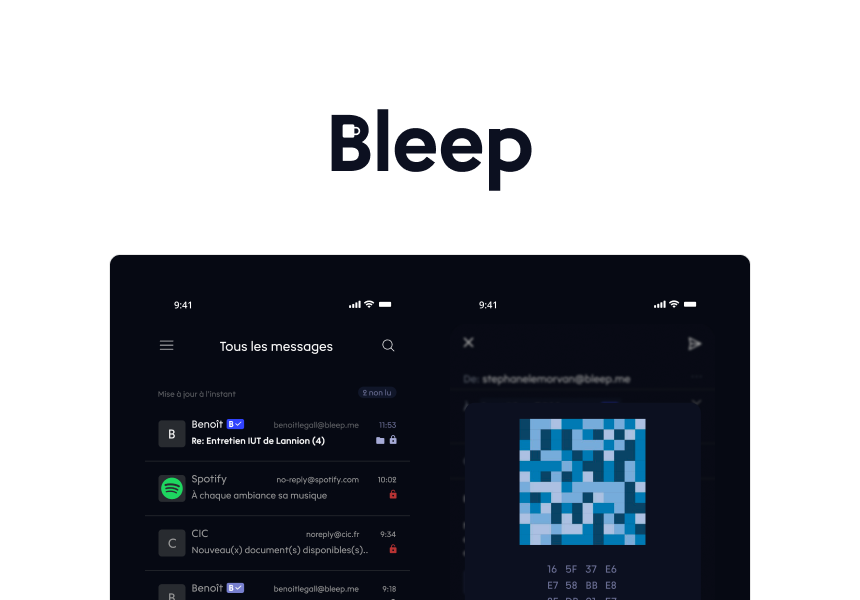 Bleep
9:41
Tous les messages
Mise à jour à l'instant
2 non lu
B
Benoît B
benoitlegall@bleep.me
11:53
Re: Entretien IUT de Lannion (4)
Spotify
no-reply@spotify.com
10:02
À chaque ambiance sa musique
C
CIC
noreply@cic.fr
9:34
Nouveau(x) document(s) disponibles(s)..
B
Benoît B
benoitlegall@bleep.me
9:18
9:41
De: stephanelemorvan@bleep.me
16 5F 37 E6
E7 58 BB E8